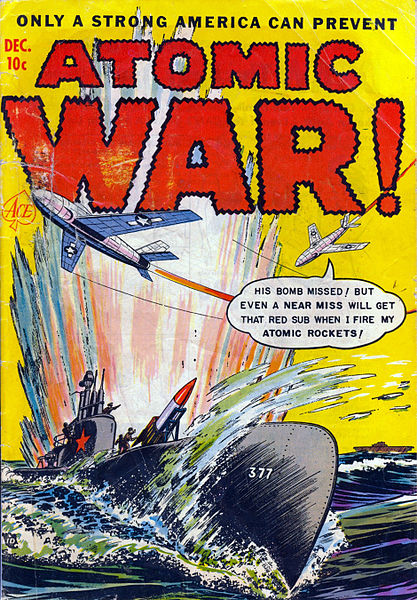 ONLY A STRONG AMERICA CAN PREVENT
DEC.
10c
ATOMIC
WAR!
ACE
HIS BOMB MISSED! BUT
EVEN A NEAR MISS WILL GET
THAT RED SUB WHEN I FIRE MY
ATOMIC ROCKETS!
377